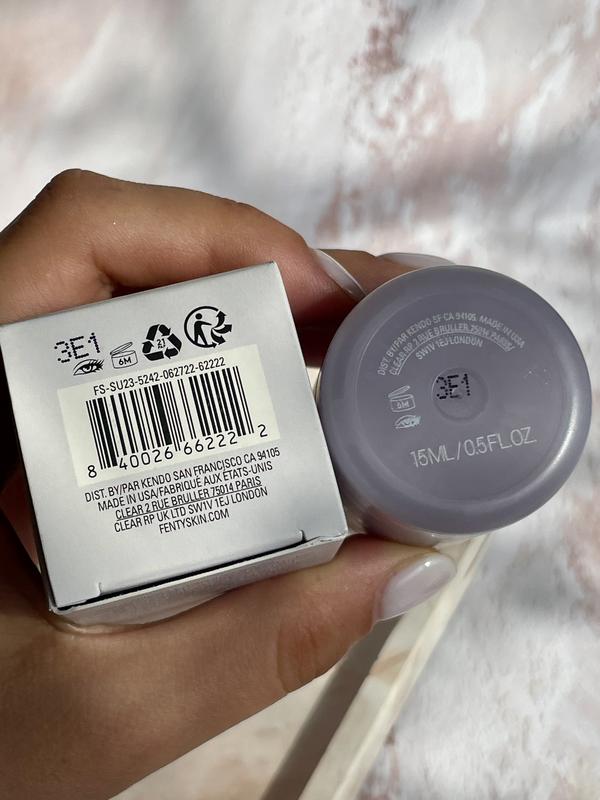 3E1
6M
21
FS-SU23-5242-062722-62222
8 40026 66222 2
DIST. BY/PAR KENDO SAN FRANCISCO CA 94105
MADE IN USA/FABRIQUÉ AUX ÉTATS-UNIS
CLEAR 2 RUE BRULLER 75014 PARIS
CLEAR RP UK LTD SW1V 1EJ LONDON
FENTYSKIN.COM
DIST. BY/PAR KENDO SF CA 94105. MADE IN USA
CLEAR RP, 2 RUE BRULLER, 75014 PARIS
SW1V 1EJ LONDON
6M
3E1
15ML/0.5FL.OZ.